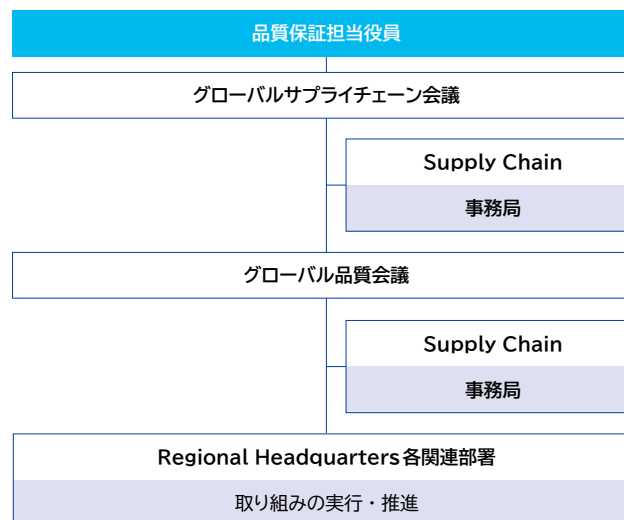 品質保証担当役員
グローバルサプライチェーン会議
Supply Chain
事務局
グローバル品質会議
Supply Chain
事務局
Regional Headquarters各関連部署
取り組みの実行・推進